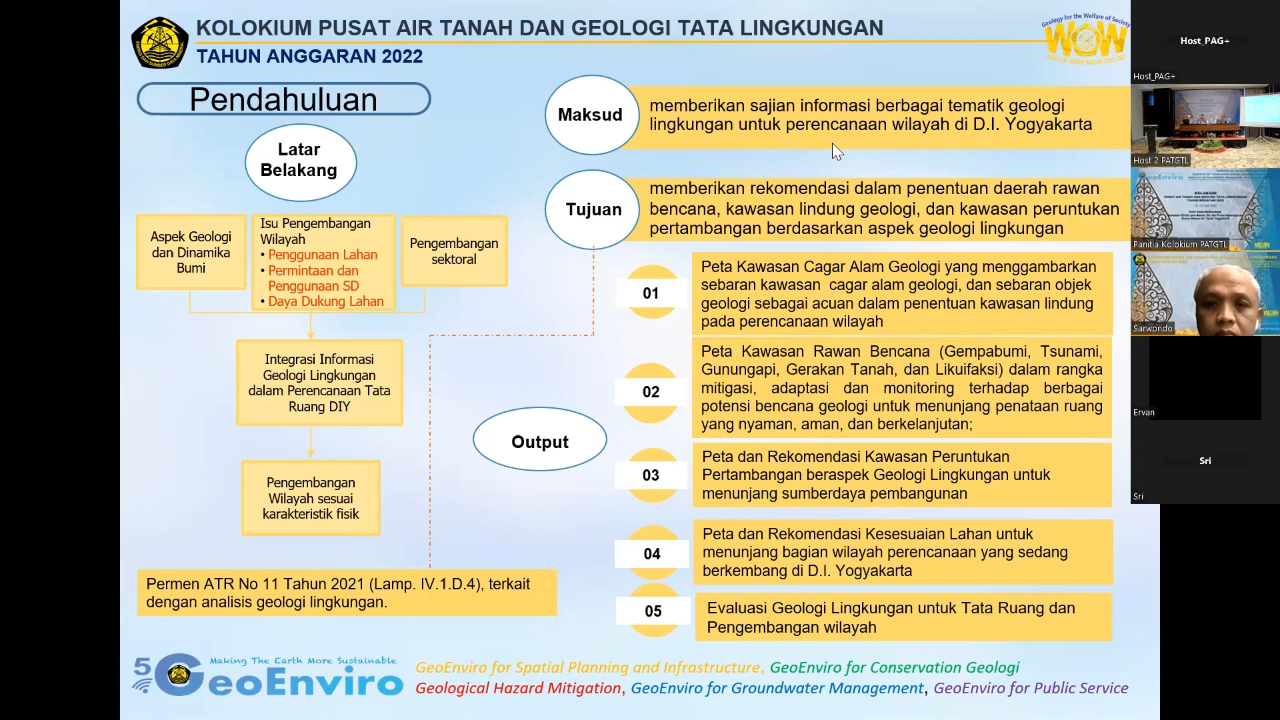 KOLOKIUM PUSAT AIR TANAH DAN GEOLOGI TATA LINGKUNGAN
TAHUN ANGGARAN 2022
Geology for the Welfare of Society
WOW
Pendahuluan
Latar
Belakang
Aspek Geologi
dan Dinamika
Bumi
Isu Pengembangan
Wilayah
• Penggunaan Lahan
• Permintaan dan
Penggunaan SD
• Daya Dukung Lahan
Pengembangan
sektoral
Integrasi Informasi
Geologi Lingkungan
dalam Perencanaan Tata
Ruang DIY
Pengembangan
Wilayah sesuai
karakteristik fisik
Permen ATR No 11 Tahun 2021 (Lamp. IV.1.D.4), terkait
dengan analisis geologi lingkungan.
Maksud
memberikan sajian informasi berbagai tematik geologi
lingkungan untuk perencanaan wilayah di D.I. Yogyakarta
Tujuan
memberikan rekomendasi dalam penentuan daerah rawan
bencana, kawasan lindung geologi, dan kawasan peruntukan
pertambangan berdasarkan aspek geologi lingkungan
Output
01
Peta Kawasan Cagar Alam Geologi yang menggambarkan
sebaran kawasan cagar alam geologi, dan sebaran objek
geologi sebagai acuan dalam penentuan kawasan lindung
pada perencanaan wilayah
02
Peta Kawasan Rawan Bencana (Gempabumi, Tsunami,
Gunungapi, Gerakan Tanah, dan Likuifaksi) dalam rangka
mitigasi, adaptasi dan monitoring terhadap berbagai
potensi bencana geologi untuk menunjang penataan ruang
yang nyaman, aman, dan berkelanjutan;
03
Peta dan Rekomendasi Kawasan Peruntukan
Pertambangan beraspek Geologi Lingkungan untuk
menunjang sumberdaya pembangunan
04
Peta dan Rekomendasi Kesesuaian Lahan untuk
menunjang bagian wilayah perencanaan yang sedang
berkembang di D.I. Yogyakarta
05
Evaluasi Geologi Lingkungan untuk Tata Ruang dan
Pengembangan wilayah
5
Making The Earth More Sustainable
GeoEnviro
GeoEnviro for Spatial Planning and Infrastructure, GeoEnviro for Conservation Geologi
Geological Hazard Mitigation, GeoEnviro for Groundwater Management, GeoEnviro for Public Service
Host_PAG+
Host_PAG+
Host 2 PATGTL
GeoEnviro
KOLOKIUM
Panitia Kolokium PATGTL
Sarwondo
Ervan
Sri
Sri